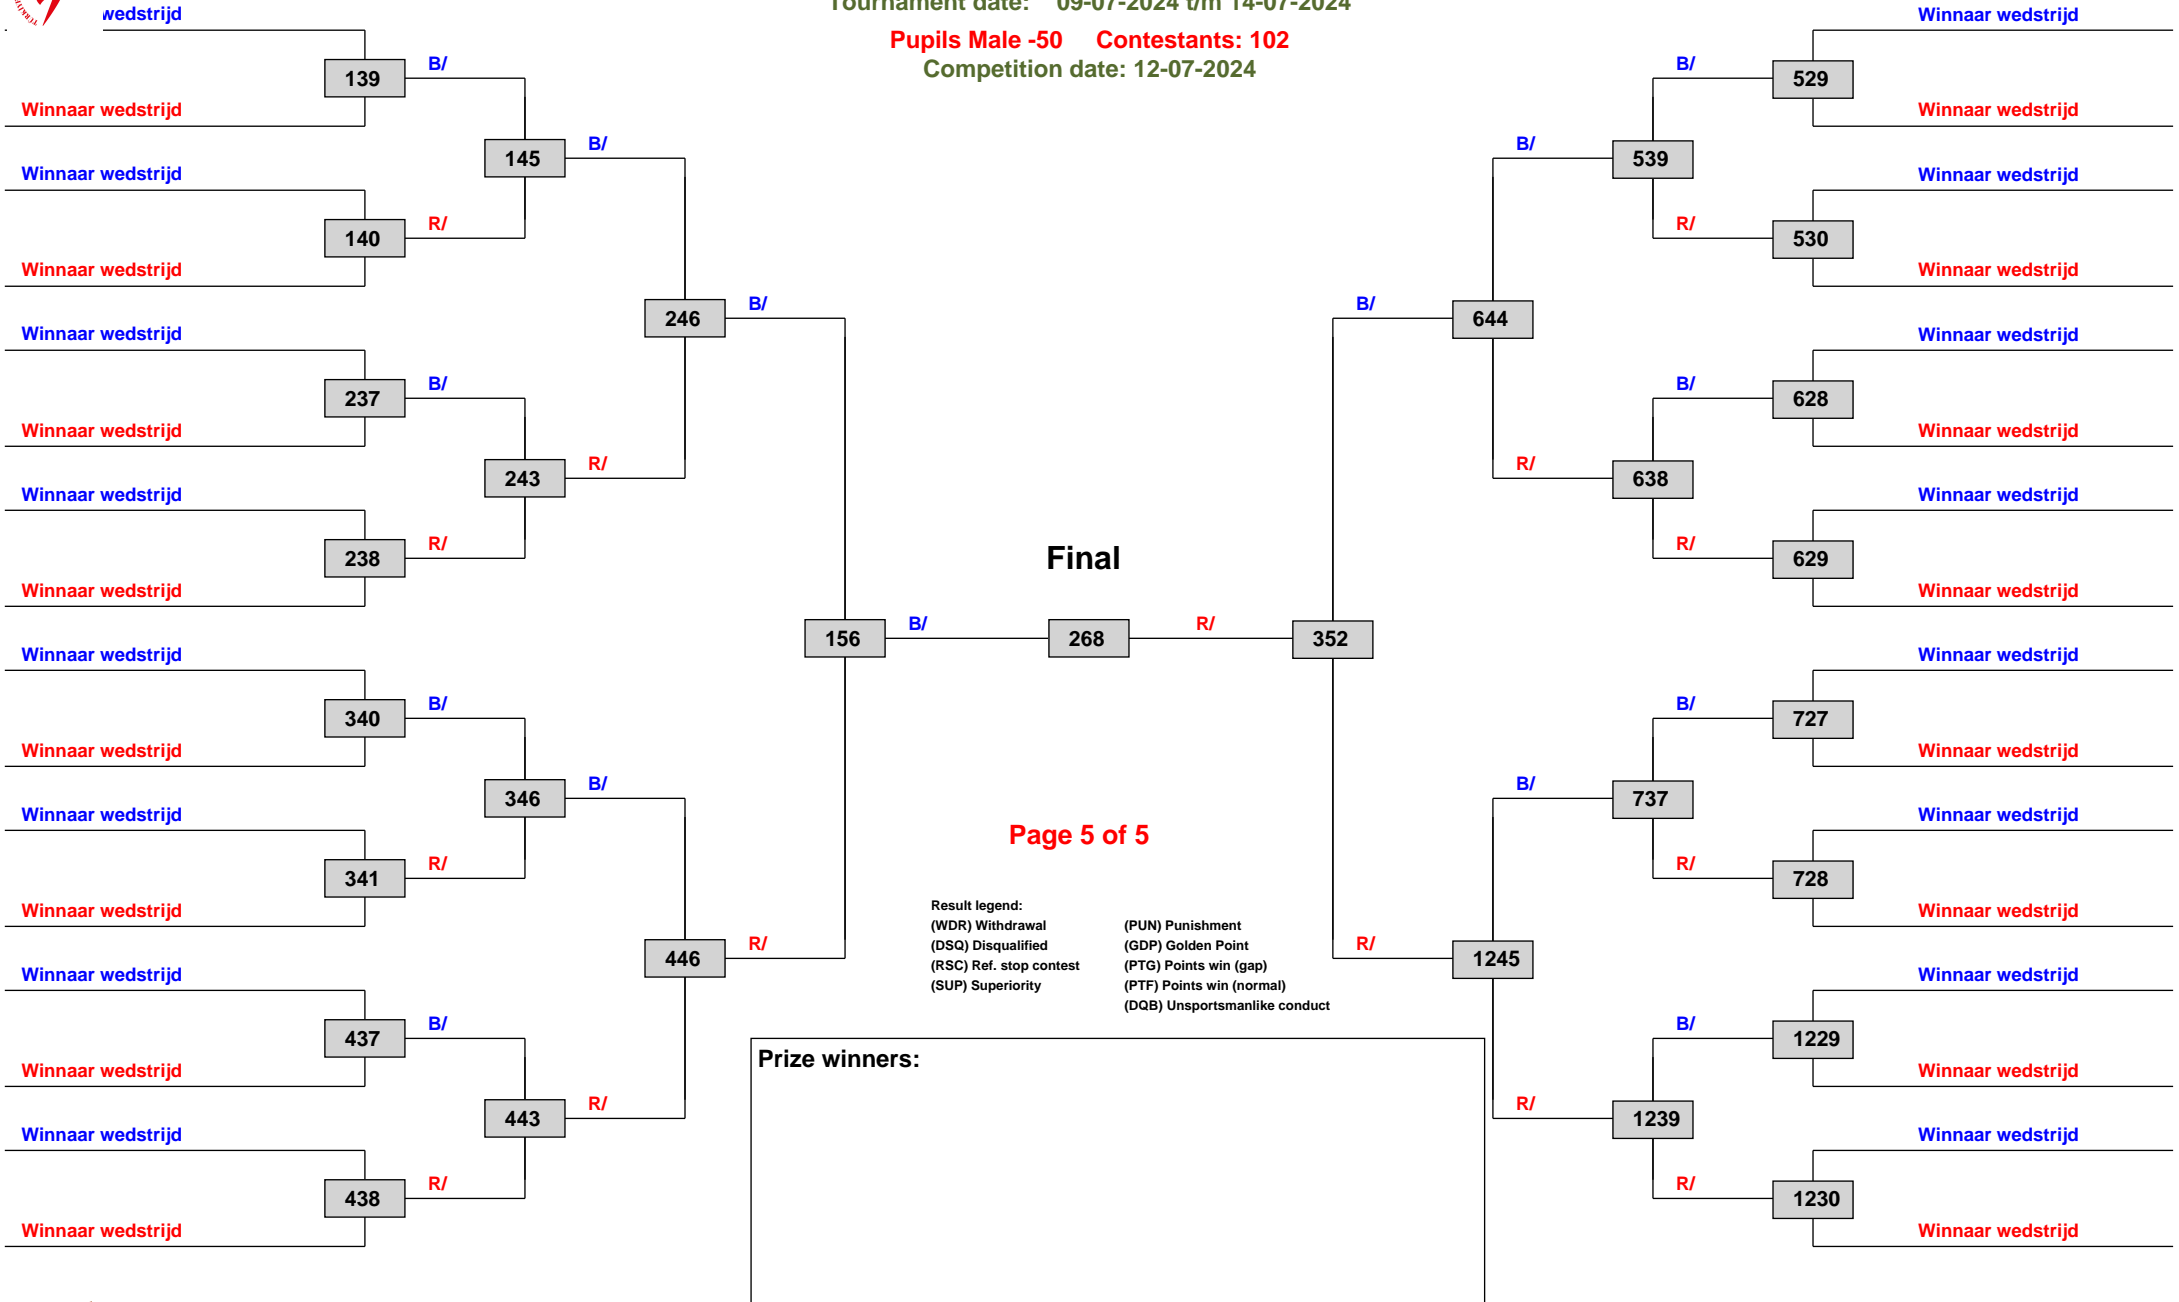 Tournament date: 09-07-2024 t/m 14-07-2024
Pupils Male -50 Contestants: 102
Competition date: 12-07-2024
wedstrijd
139
B/
Winnaar wedstrijd
145
B/
Winnaar wedstrijd
140
R/
Winnaar wedstrijd
246
B/
Winnaar wedstrijd
237
B/
Winnaar wedstrijd
243
R/
Winnaar wedstrijd
238
R/
Winnaar wedstrijd
156
B/
Winnaar wedstrijd
340
B/
Winnaar wedstrijd
346
B/
Winnaar wedstrijd
341
R/
Winnaar wedstrijd
446
R/
Winnaar wedstrijd
437
B/
Winnaar wedstrijd
443
R/
Winnaar wedstrijd
438
R/
Winnaar wedstrijd
Final
268
R/
352
Page 5 of 5
Result legend:
(WDR) Withdrawal
(DSQ) Disqualified
(RSC) Ref. stop contest
(SUP) Superiority
(PUN) Punishment
(GDP) Golden Point
(PTG) Points win (gap)
(PTF) Points win (normal)
(DQB) Unsportsmanlike conduct
Prize winners:
Winnaar wedstrijd
B/
529
Winnaar wedstrijd
B/
539
Winnaar wedstrijd
R/
530
Winnaar wedstrijd
B/
644
Winnaar wedstrijd
B/
628
Winnaar wedstrijd
R/
638
Winnaar wedstrijd
R/
629
Winnaar wedstrijd
Winnaar wedstrijd
B/
727
Winnaar wedstrijd
B/
737
Winnaar wedstrijd
R/
728
Winnaar wedstrijd
R/
1245
Winnaar wedstrijd
B/
1229
Winnaar wedstrijd
R/
1239
Winnaar wedstrijd
R/
1230
Winnaar wedstrijd